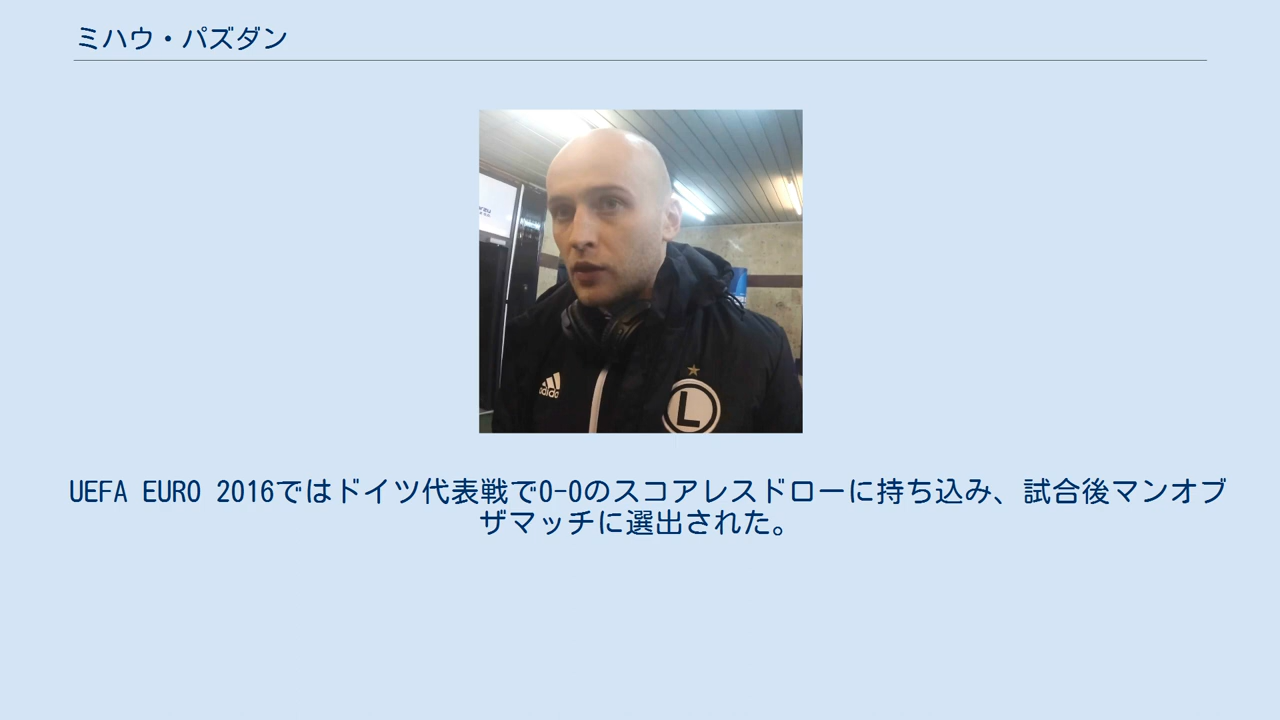 ミハウ・パズダン
adidas
L
UEFA EURO 2016ではドイツ代表戦で0-0のスコアレスドローに持ち込み、試合後マンオブ
ザマッチに選出された。